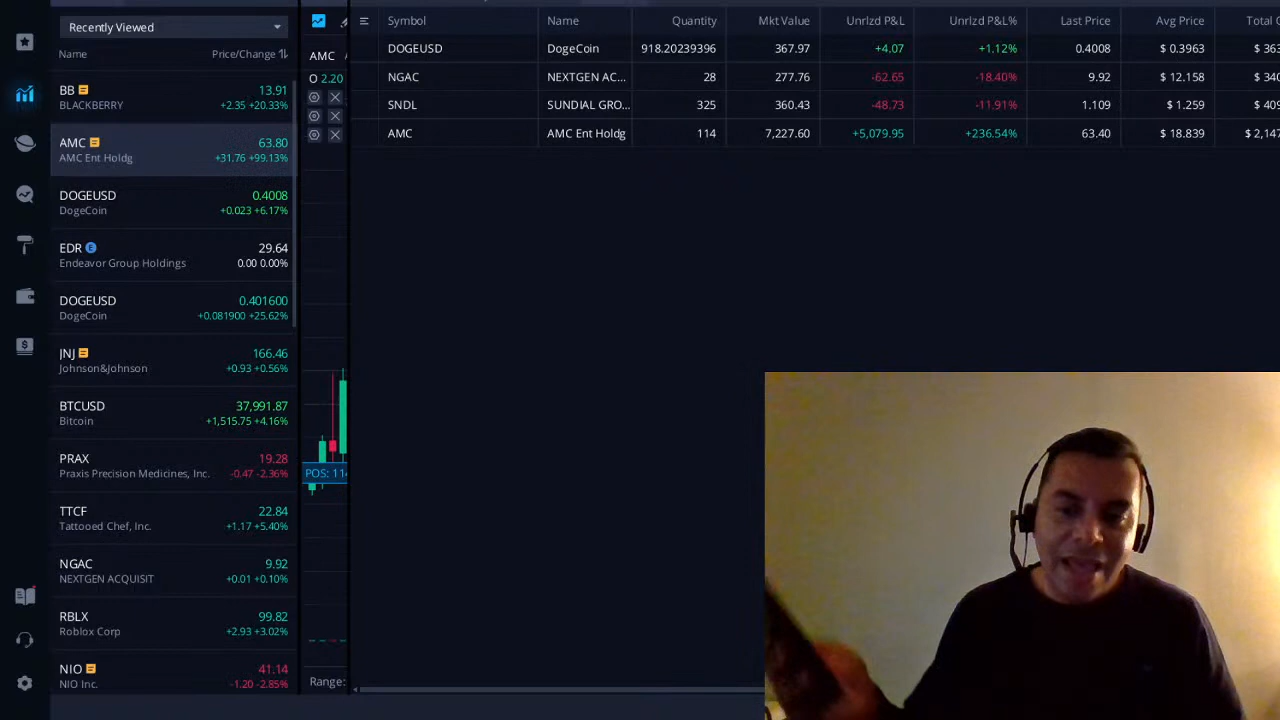 Recently Viewed
Name Price/Change
BB 13.91
BLACKBERRY +2.35 +20.33%
AMC 63.80
AMC Ent Holdg +31.76 +99.13%
DOGEUSD 0.4008
DogeCoin +0.023 +6.17%
EDR E 29.64
Endeavor Group Holdings 0.00 0.00%
DOGEUSD 0.401600
DogeCoin +0.081900 +25.62%
JNJ 166.46
Johnson&Johnson +0.93 +0.56%
BTCUSD 37,991.87
Bitcoin +1,515.75 +4.16%
PRAX 19.28
Praxis Precision Medicines, Inc. -0.47 -2.36%
TTCF 22.84
Tattooed Chef, Inc. +1.17 +5.40%
NGAC 9.92
NEXTGEN ACQUISIT +0.01 +0.10%
RBLX 99.82
Roblox Corp +2.93 +3.02%
NIO 41.14
NIO Inc. -1.20 -2.85%
AMC
O 2.20
POS: 114
Range:
Symbol Name Quantity Mkt Value Unrlzd P&L Unrlzd P&L% Last Price Avg Price Total
DOGEUSD DogeCoin 918.20239396 367.97 +4.07 +1.12% 0.4008 $ 0.3963 $ 363
NGAC NEXTGEN AC... 28 277.76 -62.65 -18.40% 9.92 $ 12.158 $ 340
SNDL SUNDIAL GRO... 325 360.43 -48.73 -11.91% 1.109 $ 1.259 $ 409
AMC AMC Ent Holdg 114 7,227.60 +5,079.95 +236.54% 63.40 $ 18.839 $ 2,147